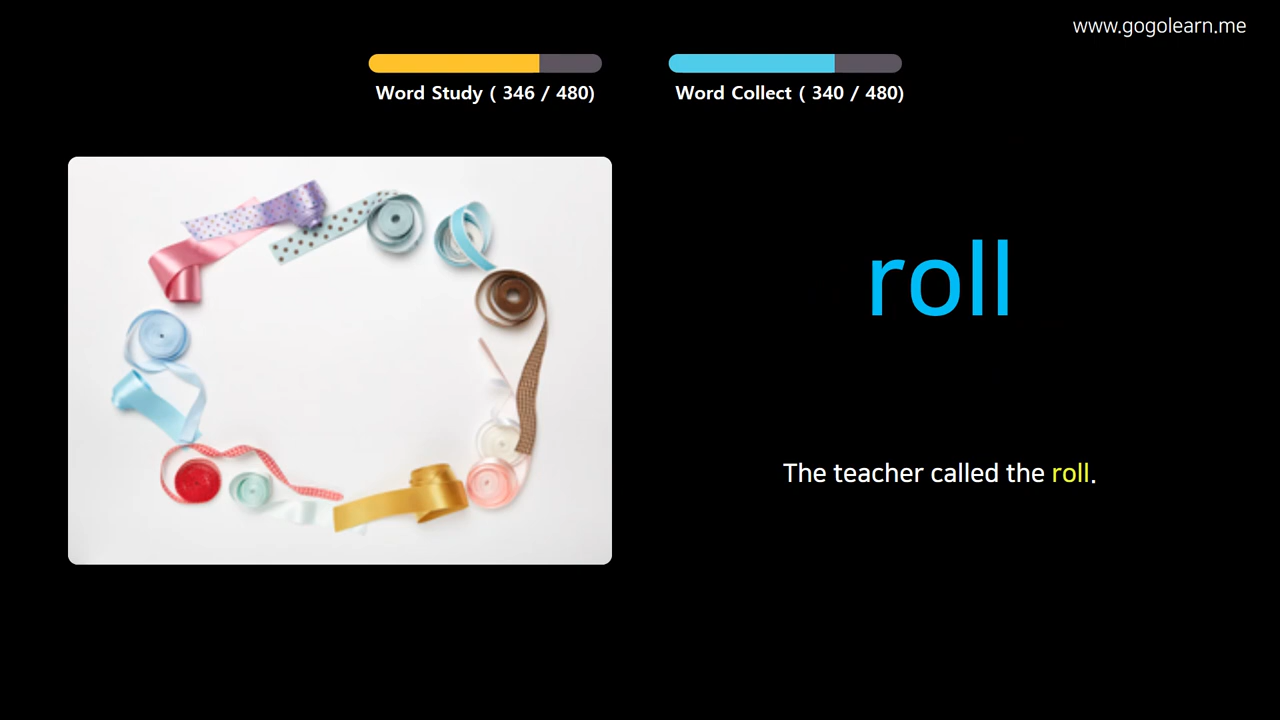 www.gogolearn.me
Word Study ( 346 / 480)
Word Collect ( 340 / 480)
roll
The teacher called the roll.